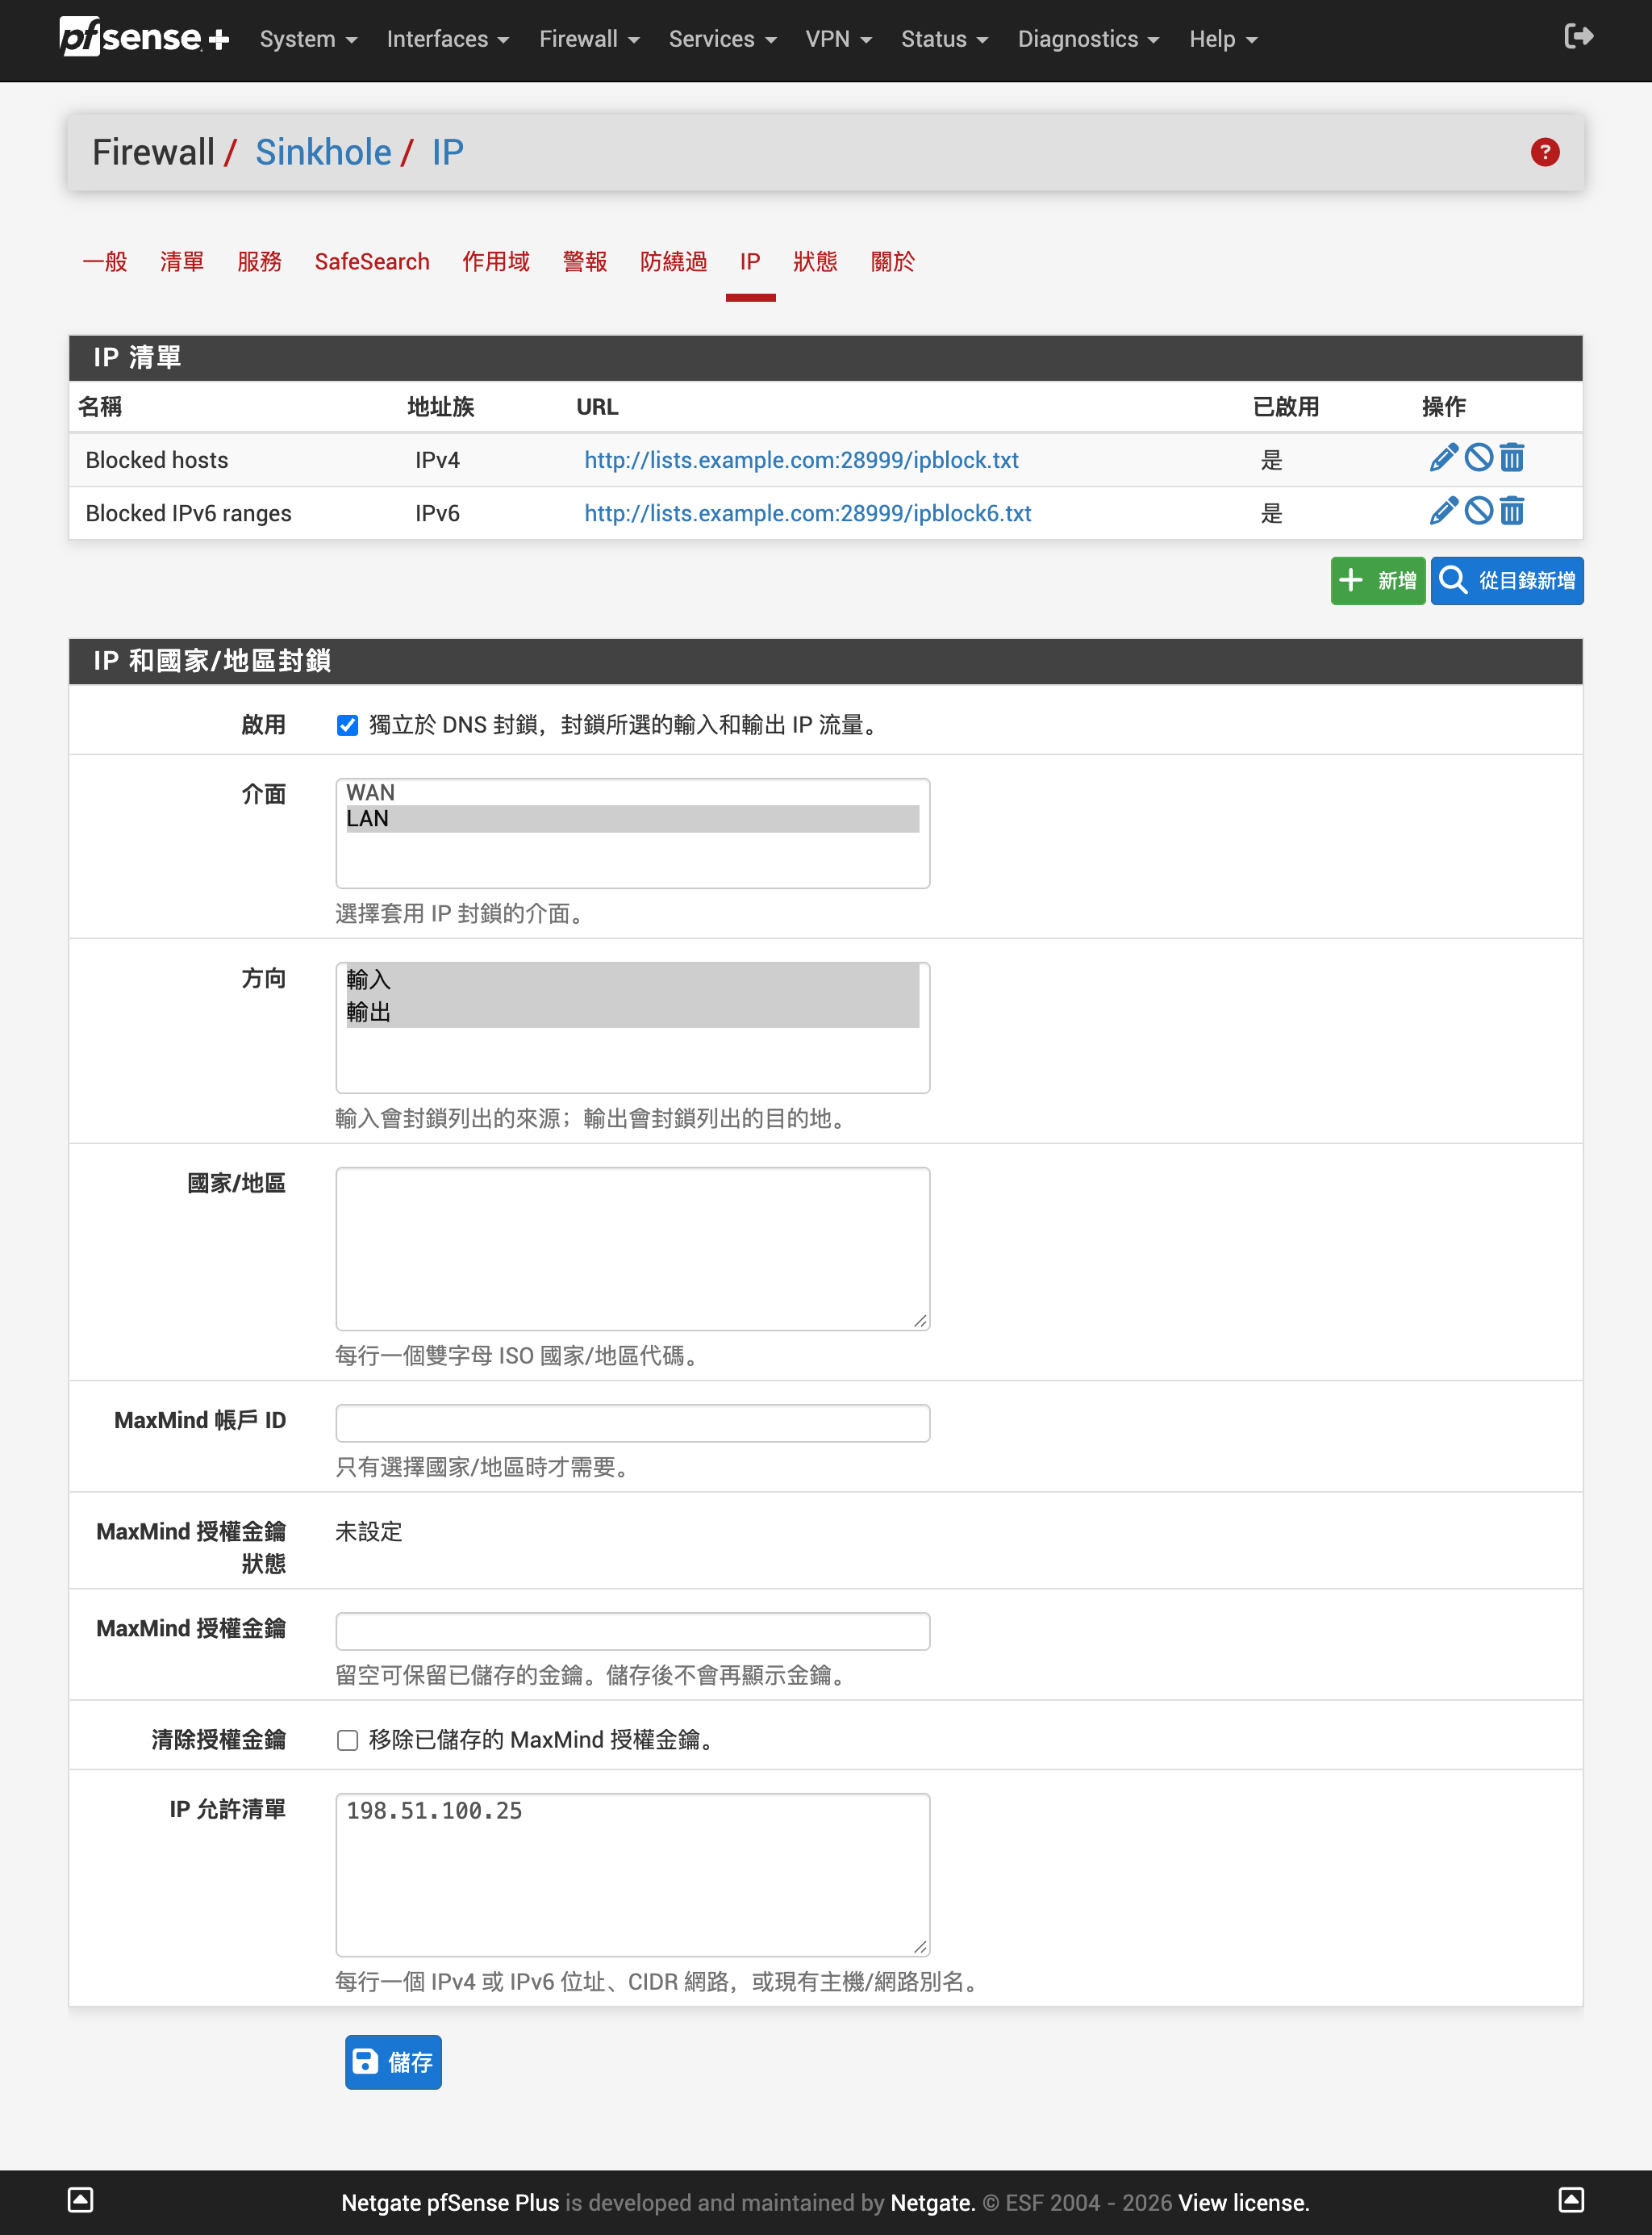 pfsense+ System Interfaces Firewall Services VPN Status Diagnostics Help
Firewall / Sinkhole / IP
?
一般 清單 服務 SafeSearch 作用域 警報 防繞過 IP 狀態 關於
IP 清單
名稱 地址族 URL 已啟用 操作
Blocked hosts IPv4 http://lists.example.com:28999/ipblock.txt 是
Blocked IPv6 ranges IPv6 http://lists.example.com:28999/ipblock6.txt 是
新增 從目錄新增
IP 和國家/地區封鎖
啟用 獨立於 DNS 封鎖，封鎖所選的輸入和輸出 IP 流量。
介面 WAN
LAN
選擇套用 IP 封鎖的介面。
方向 輸入
輸出
輸入會封鎖列出的來源；輸出會封鎖列出的目的地。
國家/地區
每行一個雙字母 ISO 國家/地區代碼。
MaxMind 帳戶 ID
只有選擇國家/地區時才需要。
MaxMind 授權金鑰 未設定
狀態
MaxMind 授權金鑰
留空可保留已儲存的金鑰。儲存後不會再顯示金鑰。
清除授權金鑰 移除已儲存的 MaxMind 授權金鑰。
IP 允許清單 198.51.100.25
每行一個 IPv4 或 IPv6 位址、CIDR 網路，或現有主機/網路別名。
儲存
Netgate pfSense Plus is developed and maintained by Netgate. © ESF 2004 - 2026 View license.